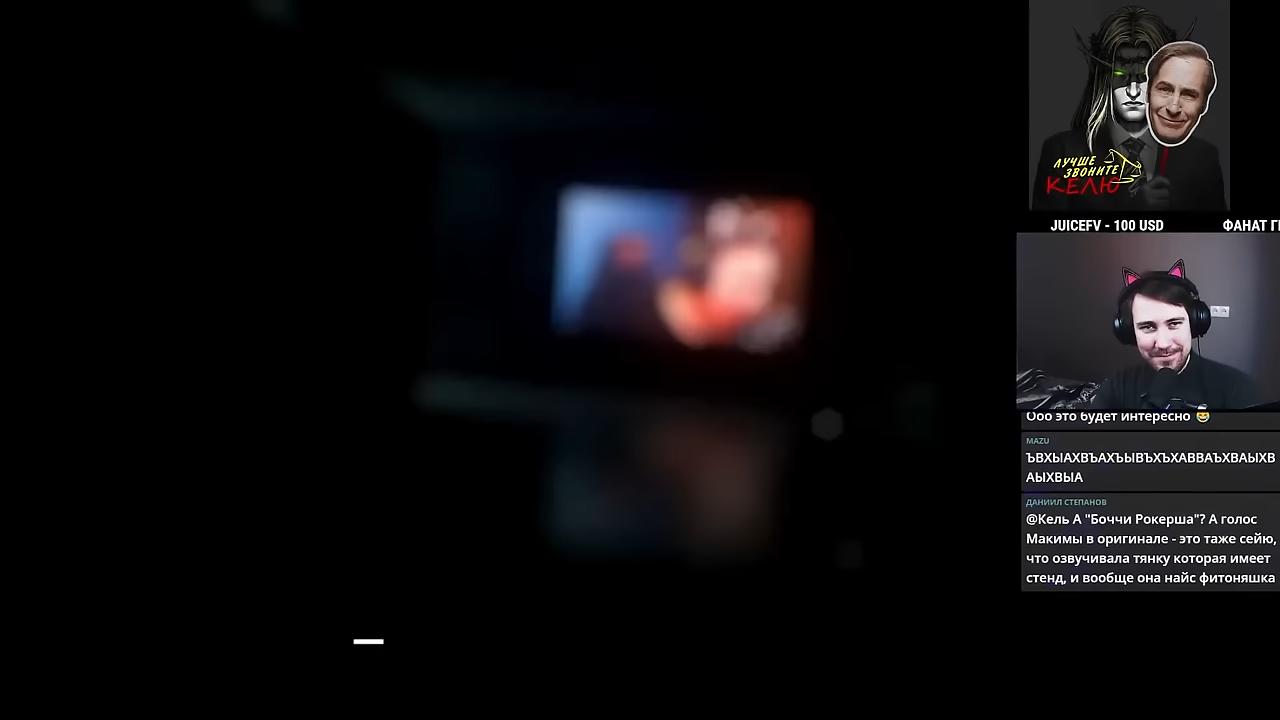 ЛУЧШЕ
ЗВОНИТЕ
КЕЛЮ
JUICEFV - 100 USD ФАНАТ
Ооо это будет интересно
MAZU
ЪВХЫАХВЪАХЪЫВЪХЪХАВВАЪХВАЫХВ
АЫХВЫА
ДАНИИЛ СТЕПАНОВ
@Кель А "Боччи Рокерша"? А голос
Макимы в оригинале - это таже сейю,
что озвучивала тянку которая имеет
стенд, и вообще она найс фитоняшка